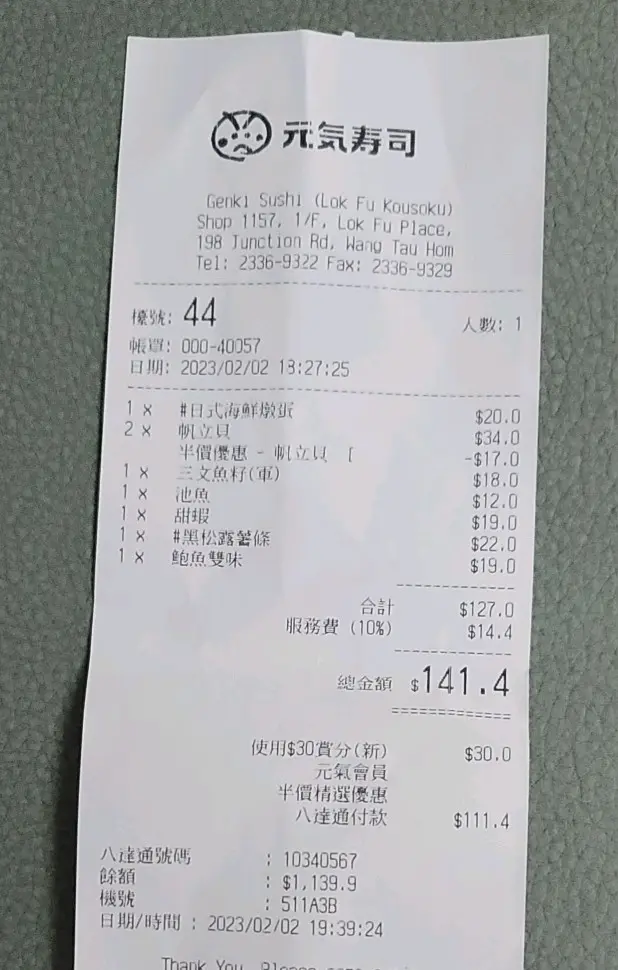 元気寿司
Genki Sushi (Lok Fu Kousoku)
Shop 1157, 1/F, Lok Fu Place,
198 Junction Rd, Wang Tau Hom
Tel: 2336-9322 Fax: 2336-9329
檯號: 44 人數: 1
帳單: 000-40057
日期: 2023/02/02 18:27:25
1 x #日式海鮮燉蛋 $20.0
2 x 帆立貝 $34.0
半價優惠 - 帆立貝 [ -$17.0
1 x 三文魚籽(軍) $18.0
1 x 池魚 $12.0
1 x 甜蝦 $19.0
1 x #黑松露薯條 $22.0
1 x 鮑魚雙味 $19.0
合計 $127.0
服務費 (10%) $14.4
總金額 $141.4
使用$30賞分(新) $30.0
元氣會員
半價精選優惠
八達通付款 $111.4
八達通號碼 : 10340567
餘額 : $1,139.9
機號 : 511A3B
日期/時間 : 2023/02/02 19:39:24
Thank You, Please